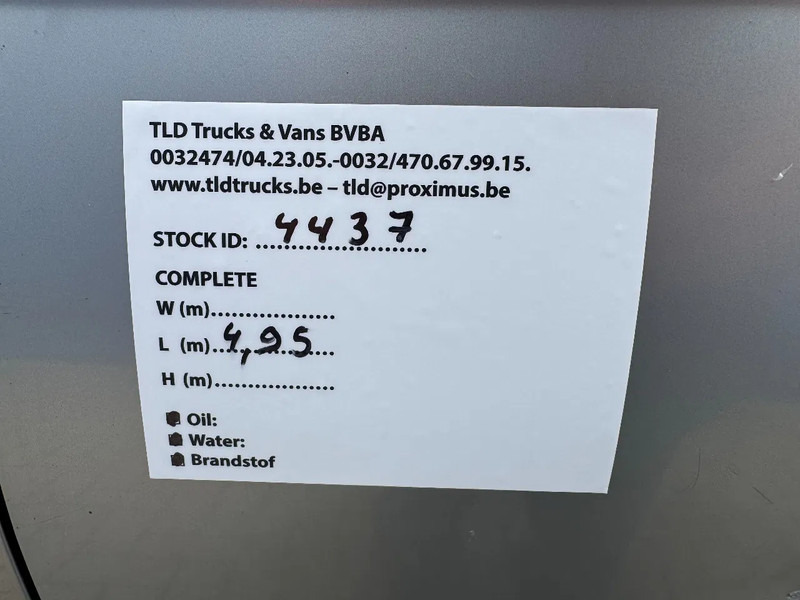 TLD Trucks & Vans BVBA
0032474/04.23.05.-0032/470.67.99.15.
www.tldtrucks.be – tld@proximus.be
STOCK ID: 4437
COMPLETE
W (m)....................
L (m) 4,95
H (m)....................
Oil:
Water:
Brandstof